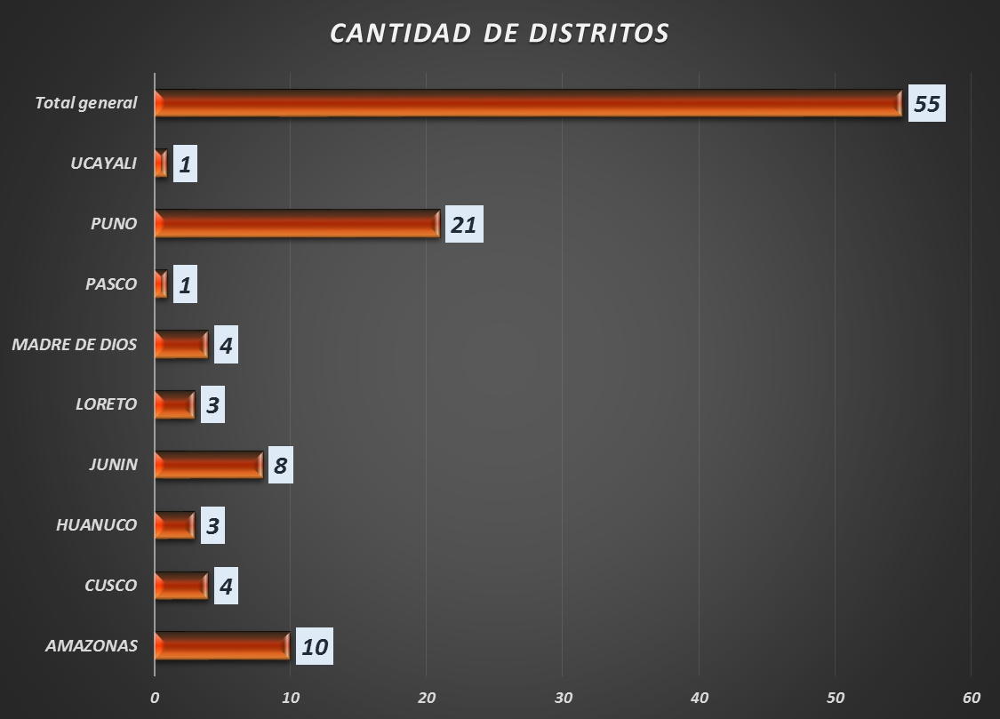 CANTIDAD DE DISTRITOS
Total general 55
UCAYALI 1
PUNO 21
PASCO 1
MADRE DE DIOS 4
LORETO 3
JUNIN 8
HUANUCO 3
CUSCO 4
AMAZONAS 10
0 10 20 30 40 50 60